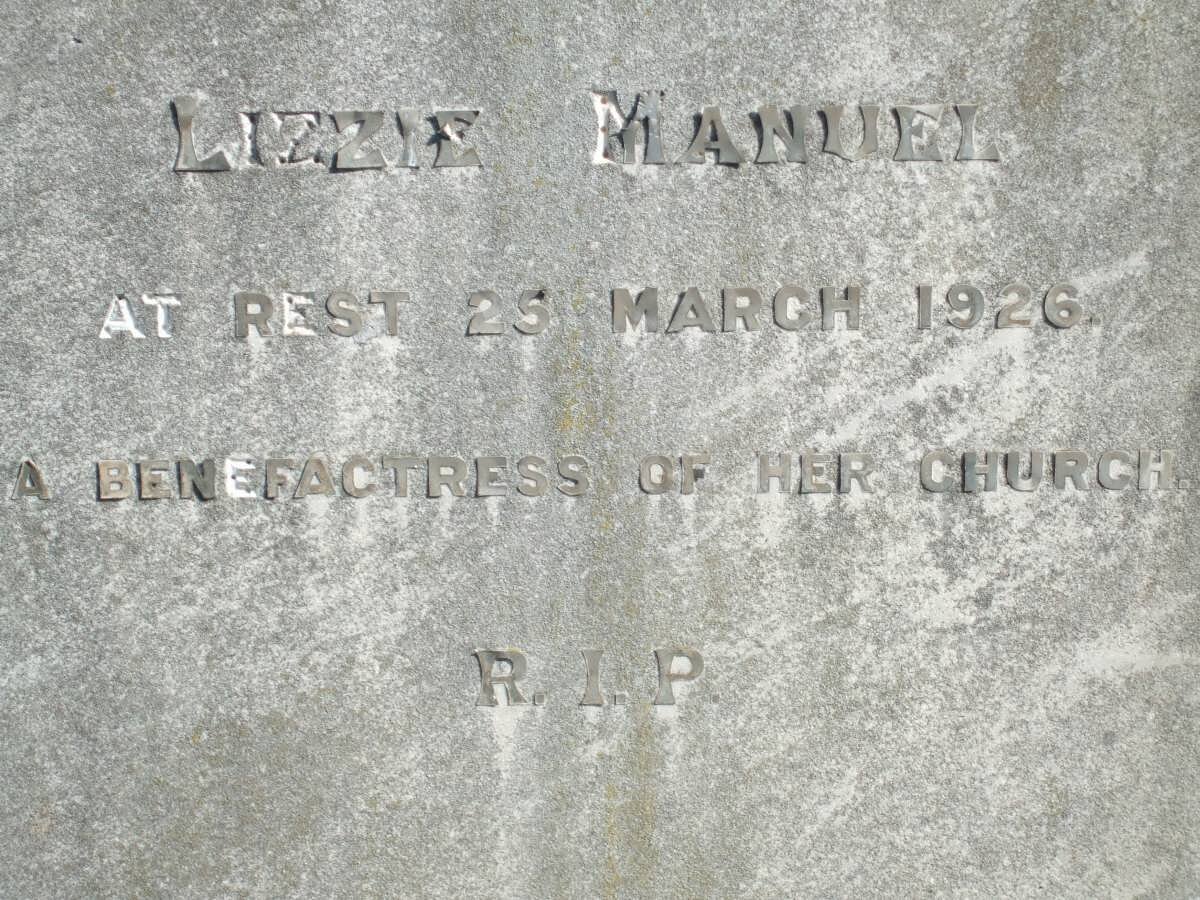 LIZZIE MANUEL
AT REST 25 MARCH 1926.
A BENEFACTRESS OF HER CHURCH.
R. I. P.